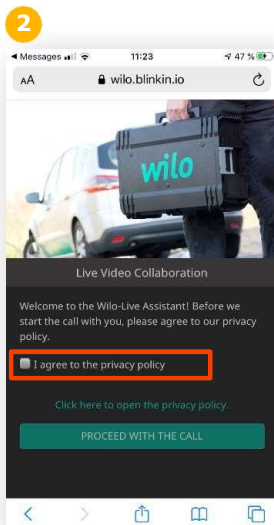 2
Messages
11:23
47 %
AA
wilo.blinkin.io
wilo
Live Video Collaboration
Welcome to the Wilo-Live Assistant! Before we
start the call with you, please agree to our privacy
policy.
I agree to the privacy policy
Click here to open the privacy policy.
PROCEED WITH THE CALL